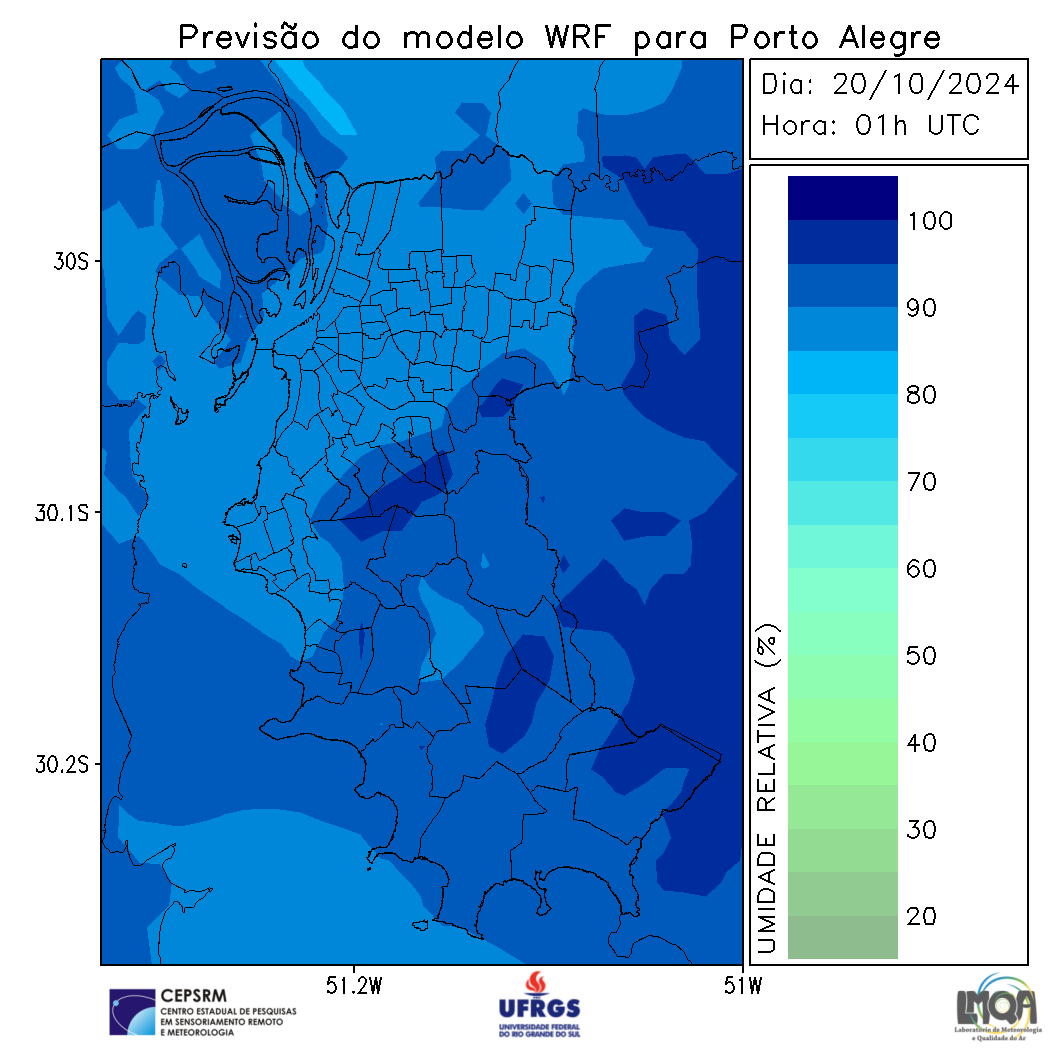 Previsão do modelo WRF para Porto Alegre
Dia: 20/10/2024
Hora: 01h UTC
30S
30.1S
30.2S
51.2W
51W
UMIDADE RELATIVA (%)
100
90
80
70
60
50
40
30
20
CEPSRM
CENTRO ESTADUAL DE PESQUISAS
EM SENSORIAMENTO REMOTO
E METEOROLOGIA
UFRGS
UNIVERSIDADE FEDERAL
DO RIO GRANDE DO SUL
LMQA
Laboratório de Meteorologia
e Qualidade do Ar